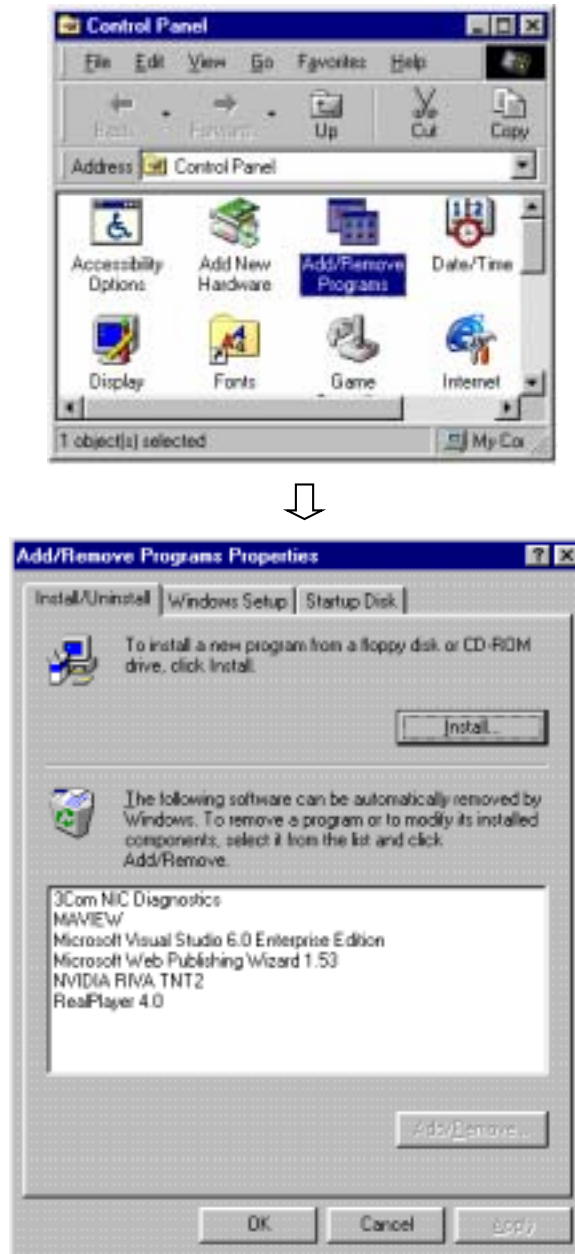 Control Panel
File Edit View Go Favorites Help
Back Forward Up Cut Copy
Address Control Panel
Accessibility Options
Add New Hardware
Add/Remove Programs
Date/Time
Display
Fonts
Game
Internet
1 object(s) selected
Add/Remove Programs Properties
Install/Uninstall Windows Setup Startup Disk
To install a new program from a floppy disk or CD-ROM
drive, click Install.
Install...
The following software can be automatically removed by
Windows. To remove a program or to modify its installed
components, select it from the list and click
Add/Remove.
3Com NIC Diagnostics
MAVIEW
Microsoft Visual Studio 6.0 Enterprise Edition
Microsoft Web Publishing Wizard 1.53
NVIDIA RIVA TNT2
RealPlayer 4.0
Add/Remove...
OK Cancel Apply